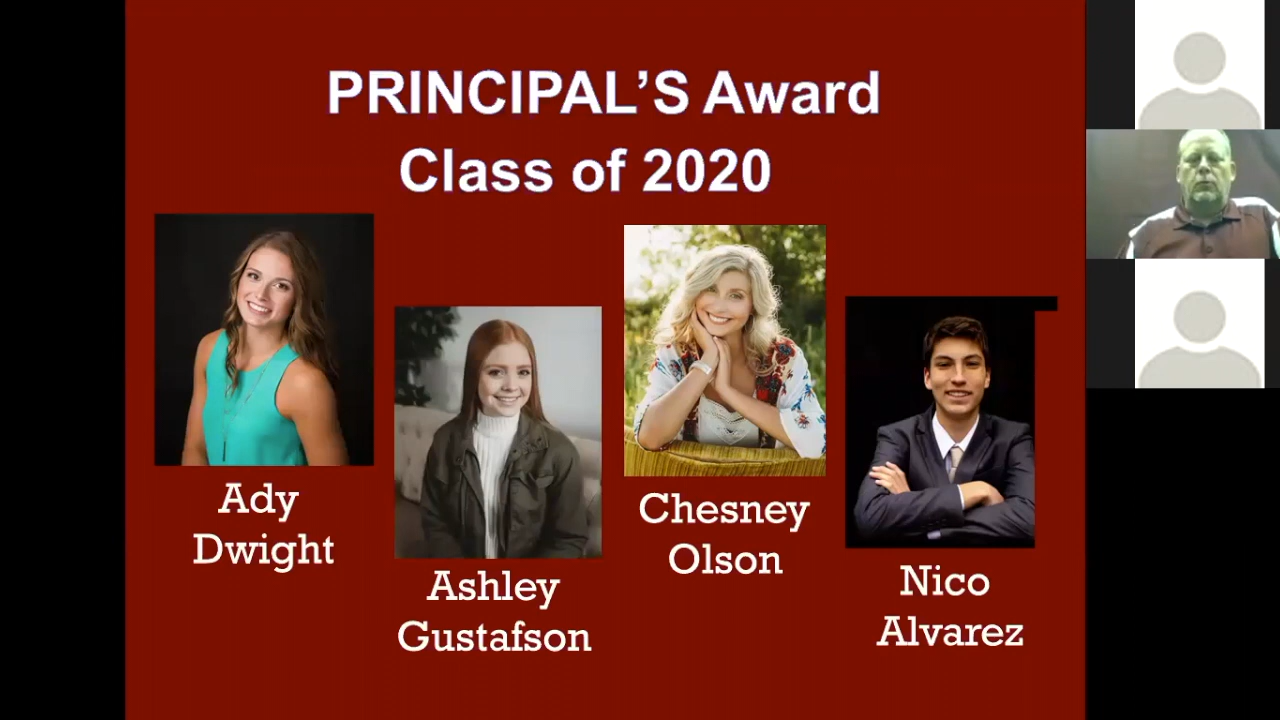 PRINCIPAL’S Award
Class of 2020
Ady
Dwight
Ashley
Gustafson
Chesney
Olson
Nico
Alvarez